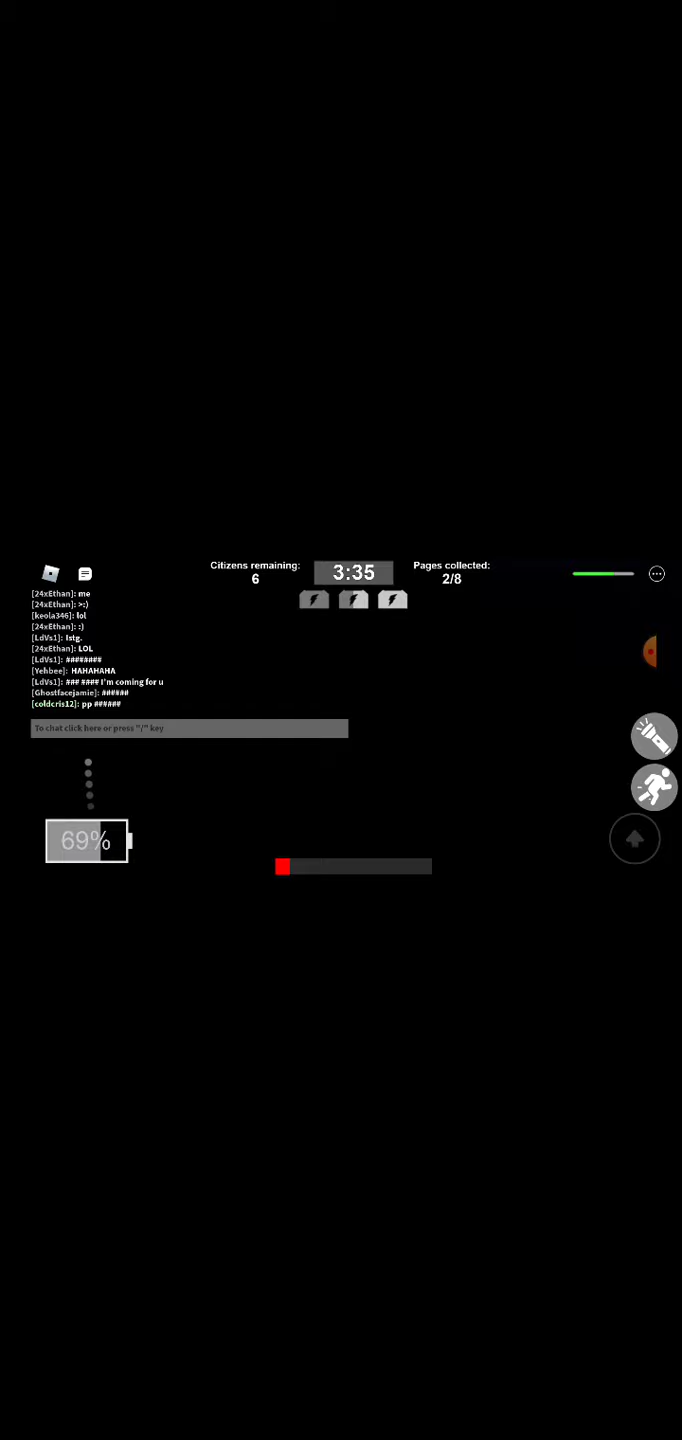 Citizens remaining:
6
3:35
Pages collected:
2/8
[24xEthan]: me
[24xEthan]: >:)
[keola346]: lol
[24xEthan]: :)
[LdVs1]: Istg.
[24xEthan]: LOL
[LdVs1]: ########
[Yehbee]: HAHAHAHA
[LdVs1]: ### #### I'm coming for u
[Ghostfacejamie]: ######
[coldcris12]: pp ######
To chat click here or press "/" key
69%